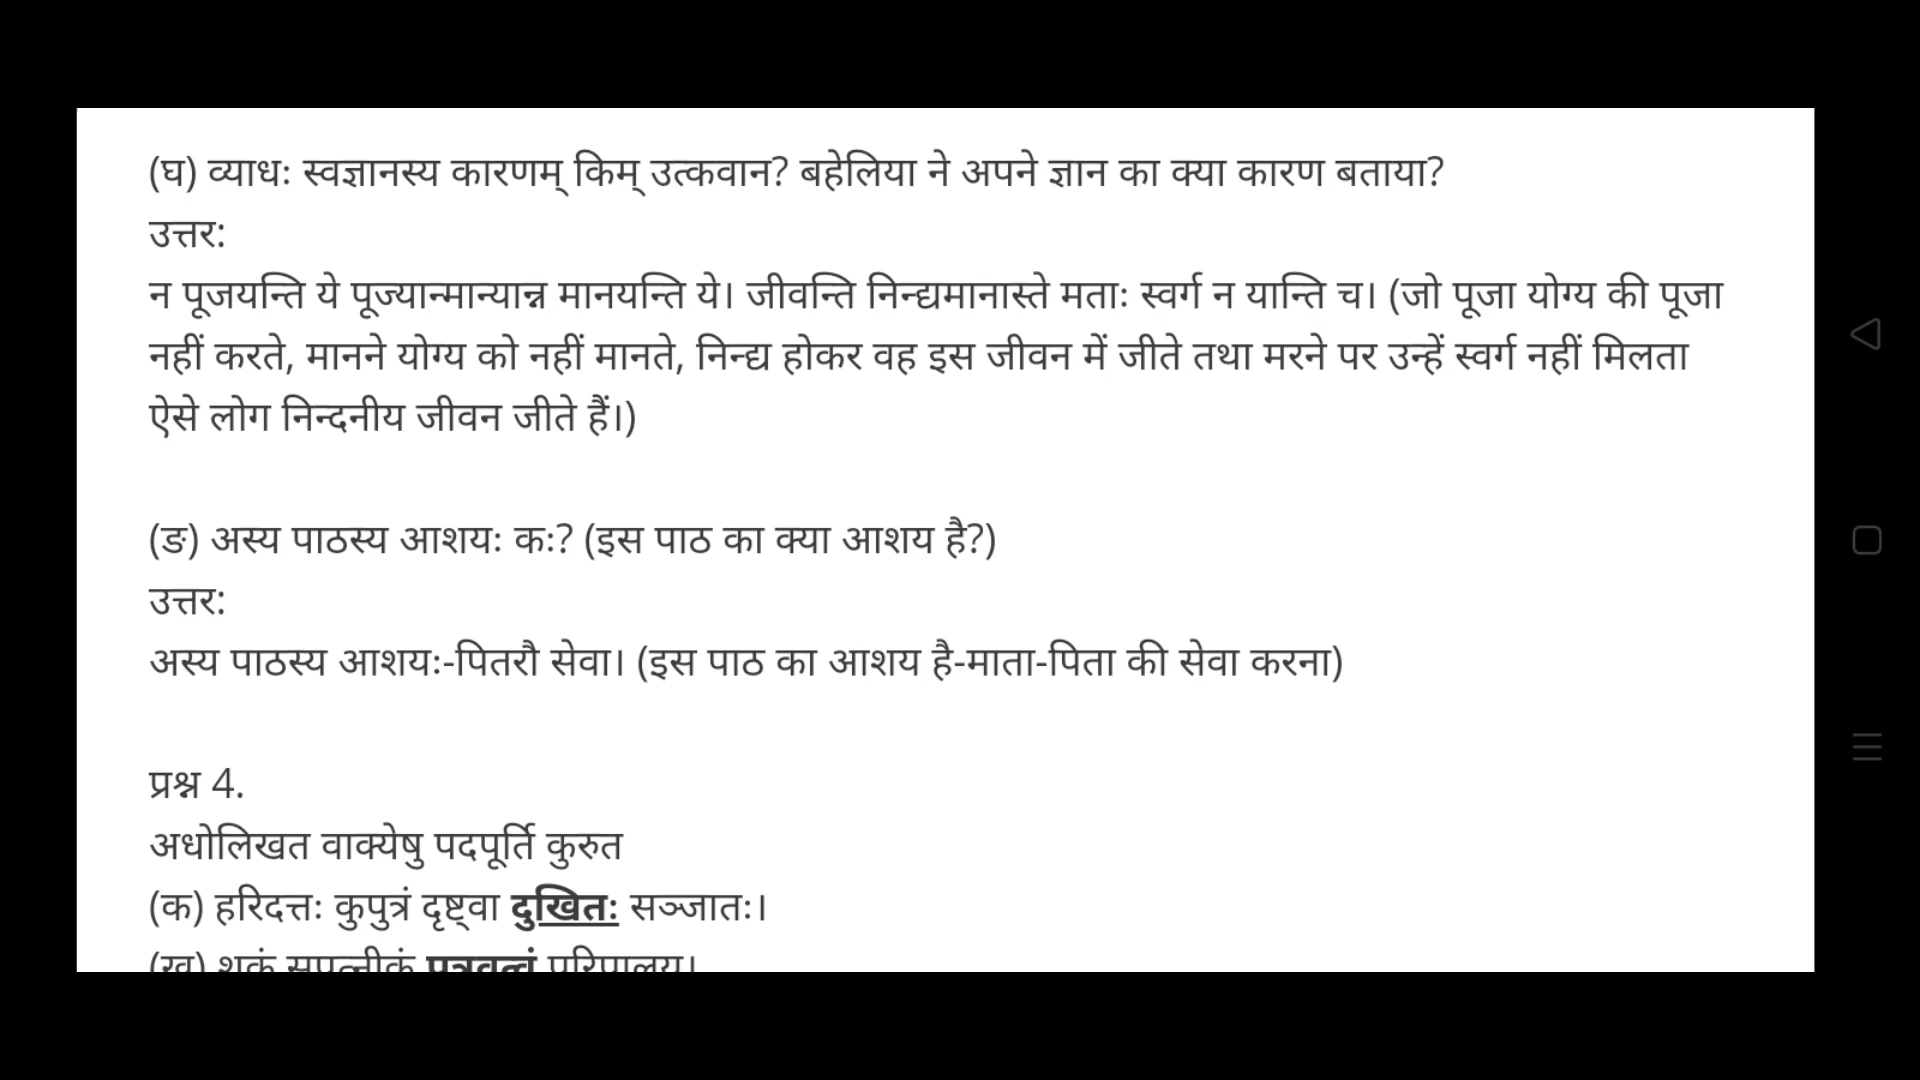 (घ) व्याधः स्वज्ञानस्य कारणम् किम् उत्कवान? बहेलिया ने अपने ज्ञान का क्या कारण बताया?
उत्तर:
न पूजयन्ति ये पूज्यान्मान्यान्न मानयन्ति ये। जीवन्ति निन्द्यमानास्ते मताः स्वर्ग न यान्ति च। (जो पूजा योग्य की पूजा
नहीं करते, मानने योग्य को नहीं मानते, निन्द्य होकर वह इस जीवन में जीते तथा मरने पर उन्हें स्वर्ग नहीं मिलता
ऐसे लोग निन्दनीय जीवन जीते हैं।)
(ङ) अस्य पाठस्य आशयः कः? (इस पाठ का क्या आशय है?)
उत्तर:
अस्य पाठस्य आशयः-पितरौ सेवा। (इस पाठ का आशय है-माता-पिता की सेवा करना)
प्रश्न 4.
अधोलिखत वाक्येषु पदपूर्ति कुरुत
(क) हरिदत्तः कुपुत्रं दृष्ट्वा दुखितः सञ्जातः।
(ख) शुकं सपत्नीकं परिपालय।